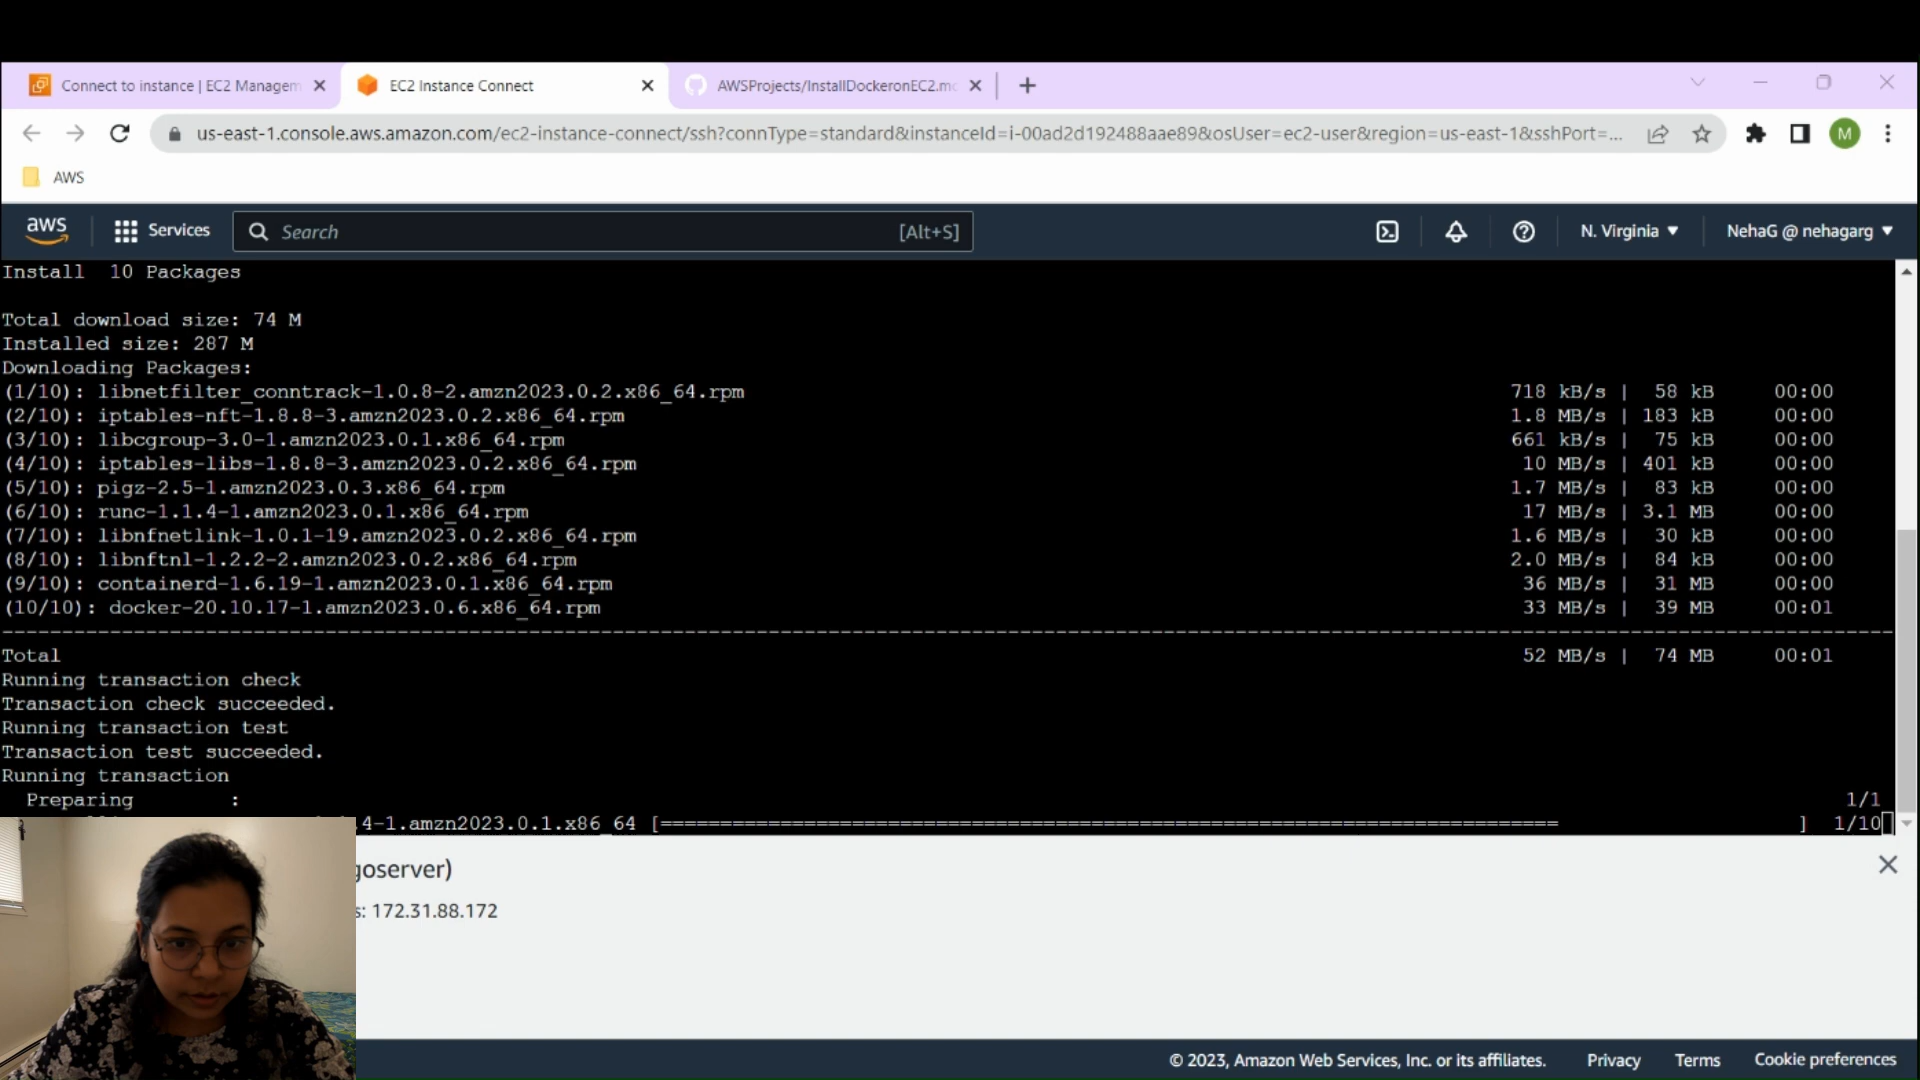 Connect to instance | EC2 Managem
EC2 Instance Connect
AWSProjects/InstallDockeronEC2.mc
us-east-1.console.aws.amazon.com/ec2-instance-connect/ssh?connType=standard&instanceId=i-00ad2d192488aae89&osUser=ec2-user&region=us-east-1&sshPort=...
M
AWS
aws
Services
Search
[Alt+S]
N. Virginia
NehaG @ nehagarg
Install 10 Packages
Total download size: 74 M
Installed size: 287 M
Downloading Packages:
(1/10): libnetfilter_conntrack-1.0.8-2.amzn2023.0.2.x86_64.rpm 718 kB/s | 58 kB 00:00
(2/10): iptables-nft-1.8.8-3.amzn2023.0.2.x86_64.rpm 1.8 MB/s | 183 kB 00:00
(3/10): libcgroup-3.0-1.amzn2023.0.1.x86_64.rpm 661 kB/s | 75 kB 00:00
(4/10): iptables-libs-1.8.8-3.amzn2023.0.2.x86_64.rpm 10 MB/s | 401 kB 00:00
(5/10): pigz-2.5-1.amzn2023.0.3.x86_64.rpm 1.7 MB/s | 83 kB 00:00
(6/10): runc-1.1.4-1.amzn2023.0.1.x86_64.rpm 17 MB/s | 3.1 MB 00:00
(7/10): libnfnetlink-1.0.1-19.amzn2023.0.2.x86_64.rpm 1.6 MB/s | 30 kB 00:00
(8/10): libnftnl-1.2.2-2.amzn2023.0.2.x86_64.rpm 2.0 MB/s | 84 kB 00:00
(9/10): containerd-1.6.19-1.amzn2023.0.1.x86_64.rpm 36 MB/s | 31 MB 00:00
(10/10): docker-20.10.17-1.amzn2023.0.6.x86_64.rpm 33 MB/s | 39 MB 00:01
Total 52 MB/s | 74 MB 00:01
Running transaction check
Transaction check succeeded.
Running transaction test
Transaction test succeeded.
Running transaction
Preparing : 1/1
.4-1.amzn2023.0.1.x86_64 [===========================================================================            ] 1/10
goserver)
s: 172.31.88.172
© 2023, Amazon Web Services, Inc. or its affiliates.
Privacy
Terms
Cookie preferences